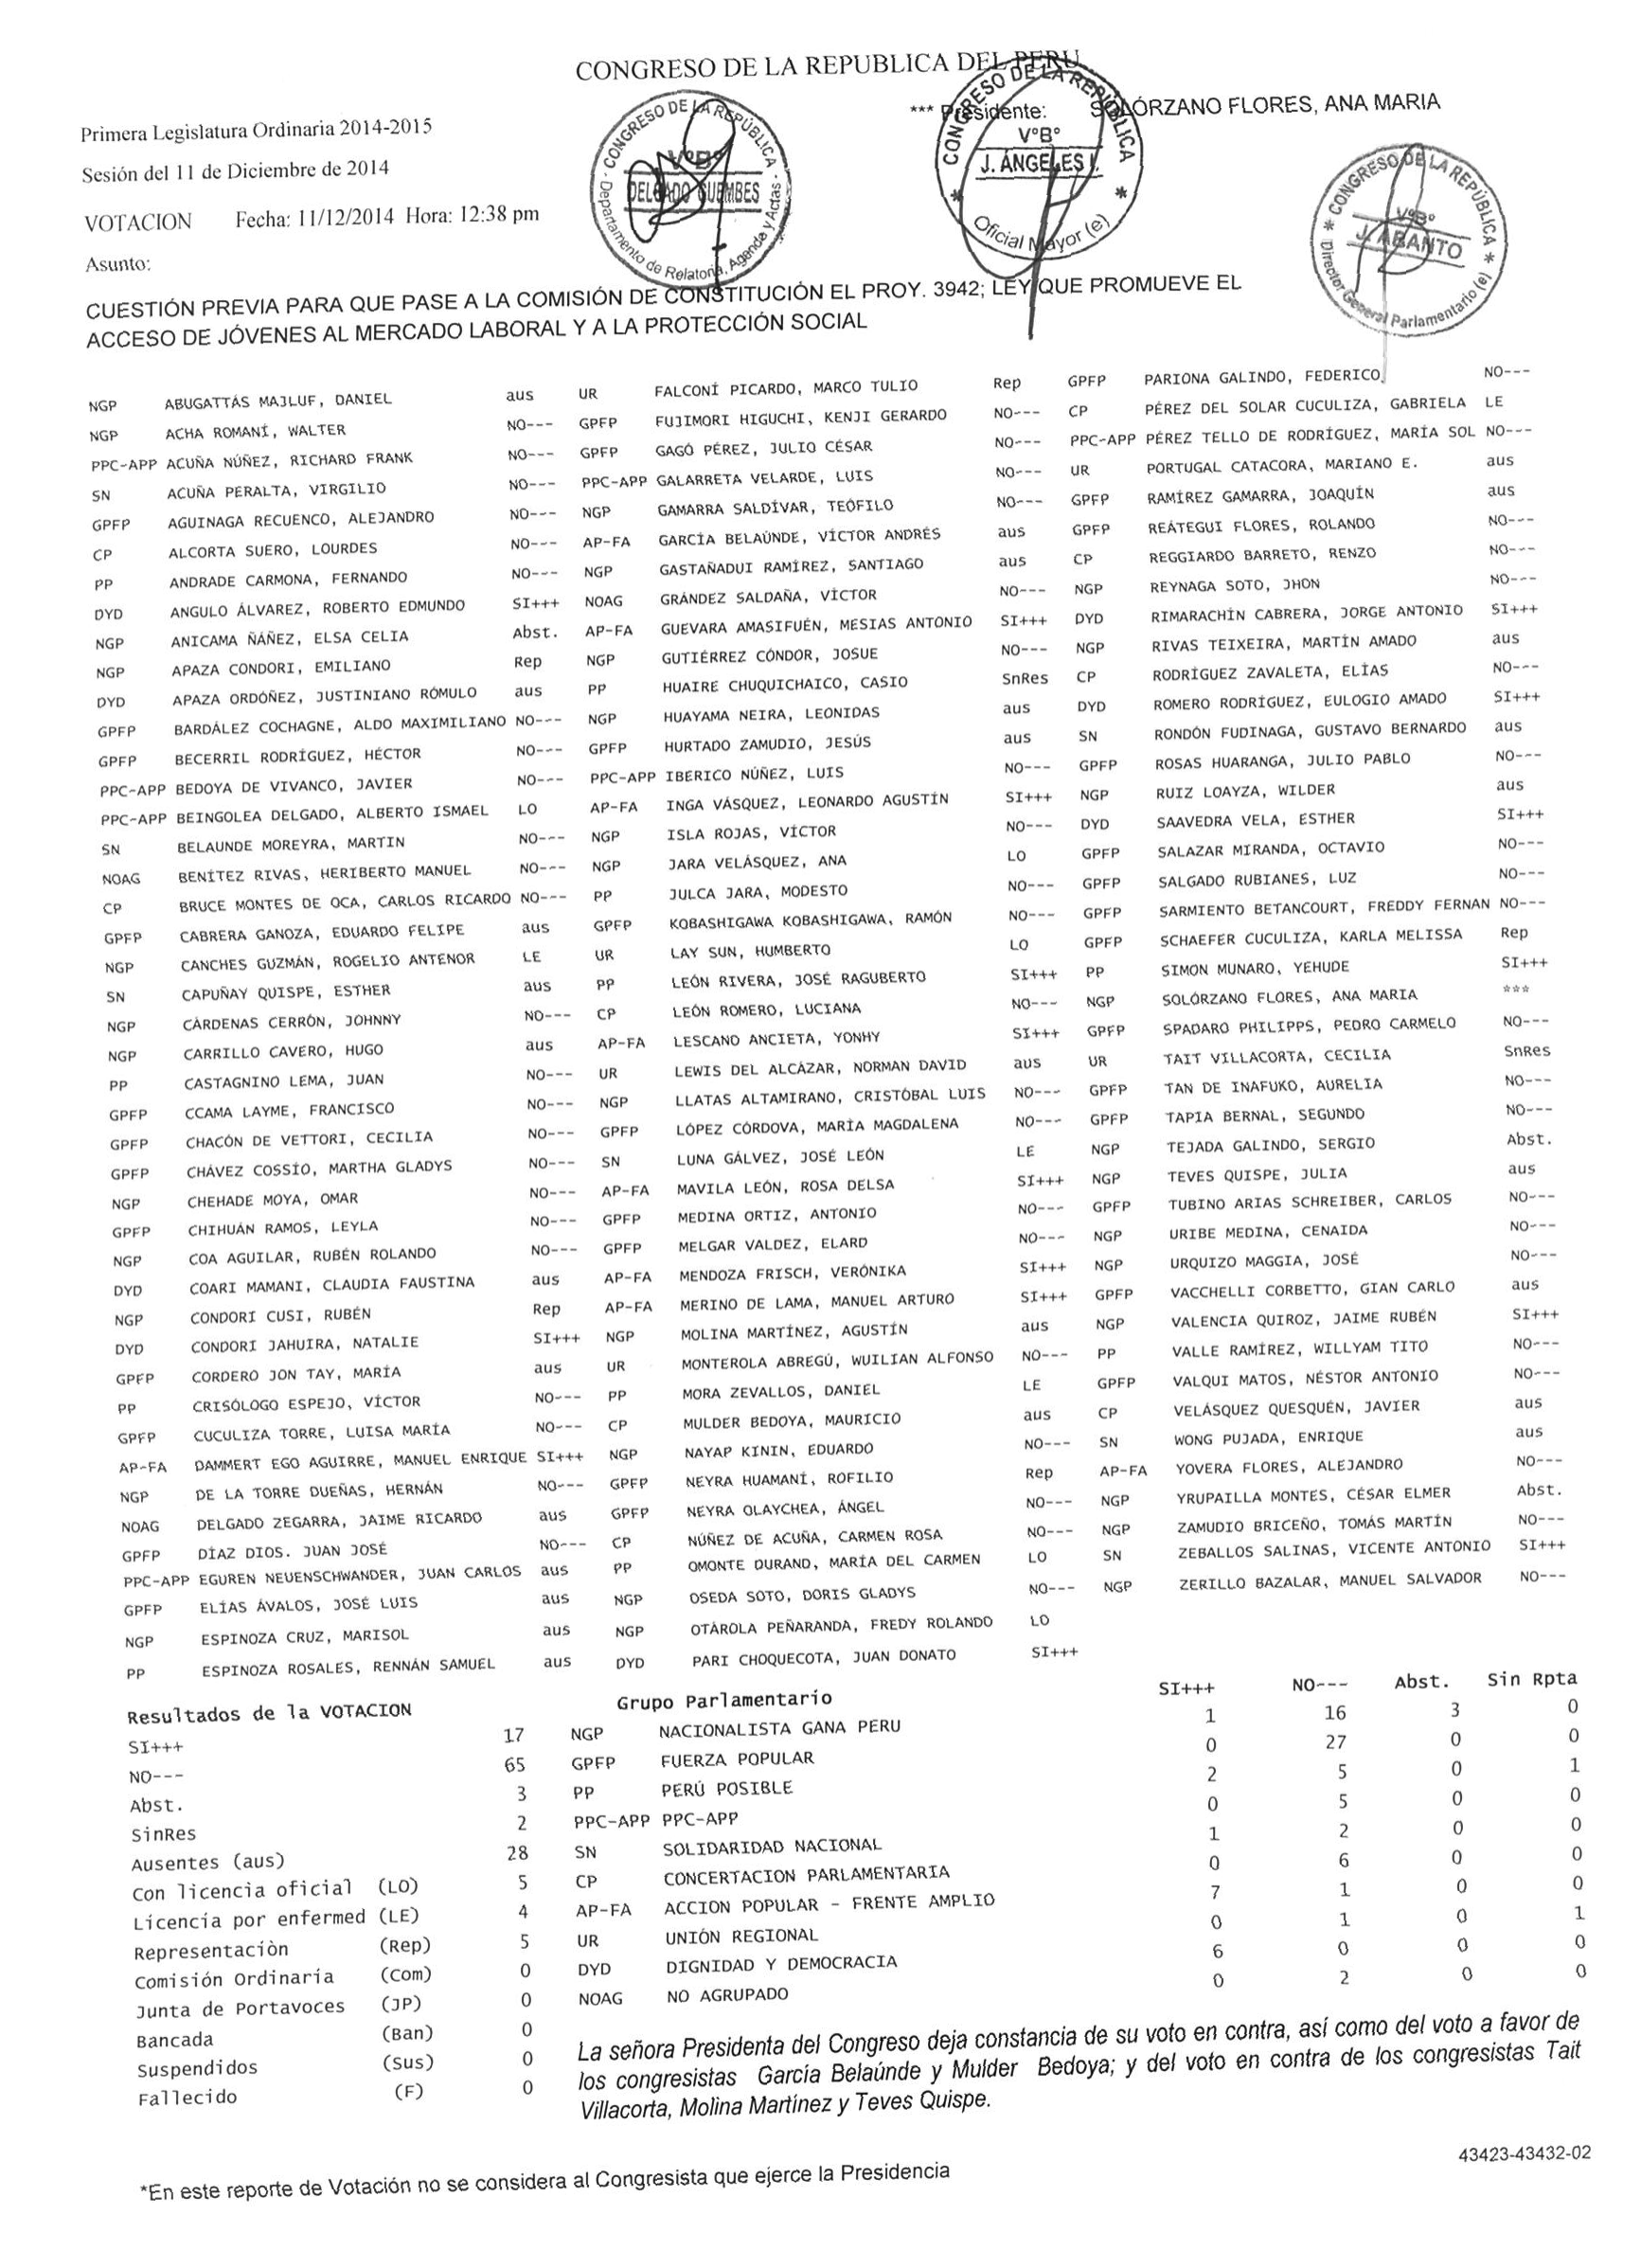 CONGRESO DE LA REPUBLICA DEL PERU
*** Presidente: SOLÓRZANO FLORES, ANA MARIA
Primera Legislatura Ordinaria 2014-2015
Sesión del 11 de Diciembre de 2014
VOTACION Fecha: 11/12/2014 Hora: 12:38 pm
Asunto:
CONGRESO DE LA REPÚBLICA
VºBº
DELGADO GUEMBES
Departamento de Relatoria, Agenda y Actas
CONGRESO DE LA REPÚBLICA
VºBº
J. ÁNGELES I.
Oficial Mayor (e)
CONGRESO DE LA REPÚBLICA
VºBº
J. ABANTO
Director General Parlamentario (e)
CUESTIÓN PREVIA PARA QUE PASE A LA COMISIÓN DE CONSTITUCIÓN EL PROY. 3942; LEY QUE PROMUEVE EL
ACCESO DE JÓVENES AL MERCADO LABORAL Y A LA PROTECCIÓN SOCIAL
NGP ABUGATTÁS MAJLUF, DANIEL aus UR FALCONÍ PICARDO, MARCO TULIO Rep GPFP PARIONA GALINDO, FEDERICO NO---
NGP ACHA ROMANÍ, WALTER NO--- GPFP FUJIMORI HIGUCHI, KENJI GERARDO NO--- CP PÉREZ DEL SOLAR CUCULIZA, GABRIELA LE
PPC-APP ACUÑA NÚÑEZ, RICHARD FRANK NO--- GPFP GAGÓ PÉREZ, JULIO CÉSAR NO--- PPC-APP PÉREZ TELLO DE RODRÍGUEZ, MARÍA SOL NO---
SN ACUÑA PERALTA, VIRGILIO NO--- PPC-APP GALARRETA VELARDE, LUIS NO--- UR PORTUGAL CATACORA, MARIANO E. aus
GPFP AGUINAGA RECUENCO, ALEJANDRO NO--- NGP GAMARRA SALDÍVAR, TEÓFILO NO--- GPFP RAMÍREZ GAMARRA, JOAQUÍN aus
CP ALCORTA SUERO, LOURDES NO--- AP-FA GARCÍA BELAÚNDE, VÍCTOR ANDRÉS aus GPFP REÁTEGUI FLORES, ROLANDO NO---
PP ANDRADE CARMONA, FERNANDO NO--- NGP GASTAÑADUI RAMÍREZ, SANTIAGO aus CP REGGIARDO BARRETO, RENZO NO---
DYD ANGULO ÁLVAREZ, ROBERTO EDMUNDO SI+++ NOAG GRÁNDEZ SALDAÑA, VÍCTOR NO--- NGP REYNAGA SOTO, JHON NO---
NGP ANICAMA ÑÁÑEZ, ELSA CELIA Abst. AP-FA GUEVARA AMASIFUÉN, MESIAS ANTONIO SI+++ DYD RIMARACHÍN CABRERA, JORGE ANTONIO SI+++
NGP APAZA CONDORI, EMILIANO Rep NGP GUTIÉRREZ CÓNDOR, JOSUE NO--- NGP RIVAS TEIXEIRA, MARTÍN AMADO aus
DYD APAZA ORDÓÑEZ, JUSTINIANO RÓMULO aus PP HUAIRE CHUQUICHAICO, CASIO SnRes CP RODRÍGUEZ ZAVALETA, ELÍAS NO---
GPFP BARDÁLEZ COCHAGNE, ALDO MAXIMILIANO NO--- NGP HUAYAMA NEIRA, LEONIDAS aus DYD ROMERO RODRÍGUEZ, EULOGIO AMADO SI+++
GPFP BECERRIL RODRÍGUEZ, HÉCTOR NO--- GPFP HURTADO ZAMUDIO, JESÚS aus SN RONDÓN FUDINAGA, GUSTAVO BERNARDO aus
PPC-APP BEDOYA DE VIVANCO, JAVIER NO--- PPC-APP IBERICO NÚÑEZ, LUIS NO--- GPFP ROSAS HUARANGA, JULIO PABLO NO---
PPC-APP BEINGOLEA DELGADO, ALBERTO ISMAEL LO AP-FA INGA VÁSQUEZ, LEONARDO AGUSTÍN SI+++ NGP RUIZ LOAYZA, WILDER aus
SN BELAUNDE MOREYRA, MARTIN NO--- NGP ISLA ROJAS, VÍCTOR NO--- DYD SAAVEDRA VELA, ESTHER SI+++
NOAG BENÍTEZ RIVAS, HERIBERTO MANUEL NO--- NGP JARA VELÁSQUEZ, ANA LO GPFP SALAZAR MIRANDA, OCTAVIO NO---
CP BRUCE MONTES DE OCA, CARLOS RICARDO NO--- PP JULCA JARA, MODESTO NO--- GPFP SALGADO RUBIANES, LUZ NO---
GPFP CABRERA GANOZA, EDUARDO FELIPE aus GPFP KOBASHIGAWA KOBASHIGAWA, RAMÓN NO--- GPFP SARMIENTO BETANCOURT, FREDDY FERNAN NO---
NGP CANCHES GUZMÁN, ROGELIO ANTENOR LE UR LAY SUN, HUMBERTO LO GPFP SCHAEFER CUCULIZA, KARLA MELISSA Rep
SN CAPUÑAY QUISPE, ESTHER aus PP LEÓN RIVERA, JOSÉ RAGUBERTO SI+++ PP SIMON MUNARO, YEHUDE SI+++
NGP CÁRDENAS CERRÓN, JOHNNY NO--- CP LEÓN ROMERO, LUCIANA NO--- NGP SOLÓRZANO FLORES, ANA MARIA ***
NGP CARRILLO CAVERO, HUGO aus AP-FA LESCANO ANCIETA, YONHY SI+++ GPFP SPADARO PHILIPPS, PEDRO CARMELO NO---
PP CASTAGNINO LEMA, JUAN NO--- UR LEWIS DEL ALCÁZAR, NORMAN DAVID aus UR TAIT VILLACORTA, CECILIA SnRes
GPFP CCAMA LAYME, FRANCISCO NO--- NGP LLATAS ALTAMIRANO, CRISTÓBAL LUIS NO--- GPFP TAN DE INAFUKO, AURELIA NO---
GPFP CHACÓN DE VETTORI, CECILIA NO--- GPFP LÓPEZ CÓRDOVA, MARÍA MAGDALENA NO--- GPFP TAPIA BERNAL, SEGUNDO NO---
GPFP CHÁVEZ COSSÍO, MARTHA GLADYS NO--- SN LUNA GÁLVEZ, JOSÉ LEÓN LE NGP TEJADA GALINDO, SERGIO Abst.
NGP CHEHADE MOYA, OMAR NO--- AP-FA MAVILA LEÓN, ROSA DELSA SI+++ NGP TEVES QUISPE, JULIA aus
GPFP CHIHUÁN RAMOS, LEYLA NO--- GPFP MEDINA ORTIZ, ANTONIO NO--- GPFP TUBINO ARIAS SCHREIBER, CARLOS NO---
NGP COA AGUILAR, RUBÉN ROLANDO NO--- GPFP MELGAR VALDEZ, ELARD NO--- NGP URIBE MEDINA, CENAIDA NO---
DYD COARI MAMANI, CLAUDIA FAUSTINA aus AP-FA MENDOZA FRISCH, VERÓNIKA SI+++ NGP URQUIZO MAGGIA, JOSÉ NO---
NGP CONDORI CUSI, RUBÉN Rep AP-FA MERINO DE LAMA, MANUEL ARTURO SI+++ GPFP VACCHELLI CORBETTO, GIAN CARLO aus
DYD CONDORI JAHUIRA, NATALIE SI+++ NGP MOLINA MARTÍNEZ, AGUSTÍN aus NGP VALENCIA QUIROZ, JAIME RUBÉN SI+++
GPFP CORDERO JON TAY, MARÍA aus UR MONTEROLA ABREGÚ, WUILIAN ALFONSO NO--- PP VALLE RAMÍREZ, WILLYAM TITO NO---
PP CRISÓLOGO ESPEJO, VÍCTOR NO--- PP MORA ZEVALLOS, DANIEL LE GPFP VALQUI MATOS, NÉSTOR ANTONIO NO---
GPFP CUCULIZA TORRE, LUISA MARÍA NO--- CP MULDER BEDOYA, MAURICIO aus CP VELÁSQUEZ QUESQUÉN, JAVIER aus
AP-FA DAMMERT EGO AGUIRRE, MANUEL ENRIQUE SI+++ NGP NAYAP KININ, EDUARDO NO--- SN WONG PUJADA, ENRIQUE aus
NGP DE LA TORRE DUEÑAS, HERNÁN NO--- GPFP NEYRA HUAMANÍ, ROFILIO Rep AP-FA YOVERA FLORES, ALEJANDRO NO---
NOAG DELGADO ZEGARRA, JAIME RICARDO aus GPFP NEYRA OLAYCHEA, ÁNGEL NO--- NGP YRUPAILLA MONTES, CÉSAR ELMER Abst.
GPFP DÍAZ DIOS. JUAN JOSÉ NO--- CP NÚÑEZ DE ACUÑA, CARMEN ROSA NO--- NGP ZAMUDIO BRICEÑO, TOMÁS MARTÍN NO---
PPC-APP EGUREN NEUENSCHWANDER, JUAN CARLOS aus PP OMONTE DURAND, MARÍA DEL CARMEN LO SN ZEBALLOS SALINAS, VICENTE ANTONIO SI+++
GPFP ELÍAS ÁVALOS, JOSÉ LUIS aus NGP OSEDA SOTO, DORIS GLADYS NO--- NGP ZERILLO BAZALAR, MANUEL SALVADOR NO---
NGP ESPINOZA CRUZ, MARISOL aus NGP OTÁROLA PEÑARANDA, FREDY ROLANDO LO
PP ESPINOZA ROSALES, RENNÁN SAMUEL aus DYD PARI CHOQUECOTA, JUAN DONATO SI+++
Resultados de la VOTACION Grupo Parlamentario SI+++ NO--- Abst. Sin Rpta
SI+++ 17 NGP NACIONALISTA GANA PERU 1 16 3 0
NO--- 65 GPFP FUERZA POPULAR 0 27 0 0
Abst. 3 PP PERÚ POSIBLE 2 5 0 1
SinRes 2 PPC-APP PPC-APP 0 5 0 0
Ausentes (aus) 28 SN SOLIDARIDAD NACIONAL 1 2 0 0
Con licencia oficial (LO) 5 CP CONCERTACION PARLAMENTARIA 0 6 0 0
Licencia por enfermed (LE) 4 AP-FA ACCION POPULAR - FRENTE AMPLIO 7 1 0 0
Representaciòn (Rep) 5 UR UNIÓN REGIONAL 0 1 0 1
Comisión Ordinaria (Com) 0 DYD DIGNIDAD Y DEMOCRACIA 6 0 0 0
Junta de Portavoces (JP) 0 NOAG NO AGRUPADO 0 2 0 0
Bancada (Ban) 0
Suspendidos (Sus) 0
Fallecido (F) 0
La señora Presidenta del Congreso deja constancia de su voto en contra, así como del voto a favor de
los congresistas García Belaúnde y Mulder Bedoya; y del voto en contra de los congresistas Tait
Villacorta, Molina Martínez y Teves Quispe.
43423-43432-02
*En este reporte de Votación no se considera al Congresista que ejerce la Presidencia